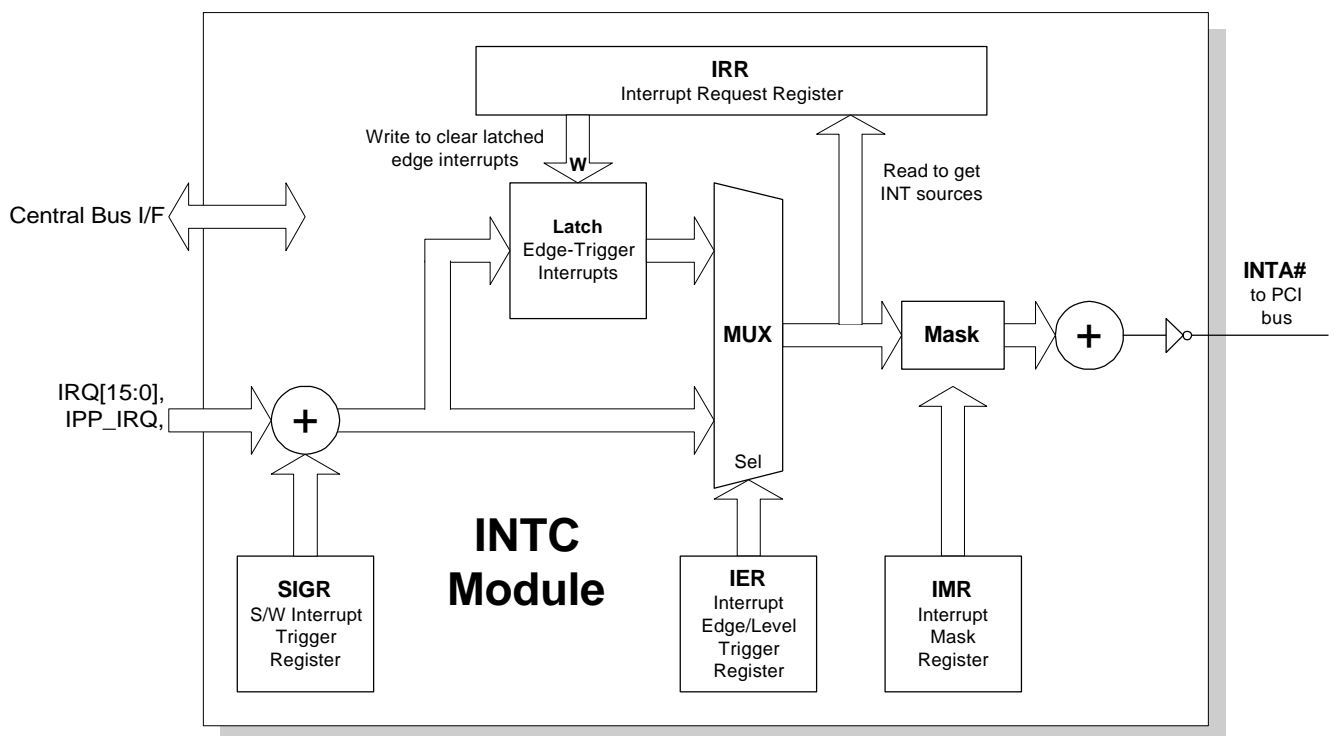 IRR
Interrupt Request Register
Write to clear latched
edge interrupts
W
Read to get
INT sources
Central Bus I/F
Latch
Edge-Trigger
Interrupts
INTA#
to PCI
bus
MUX
Mask
+
IRQ[15:0],
IPP_IRQ,
+
Sel
INTC
Module
SIGR
S/W Interrupt
Trigger
Register
IER
Interrupt
Edge/Level
Trigger
Register
IMR
Interrupt
Mask
Register